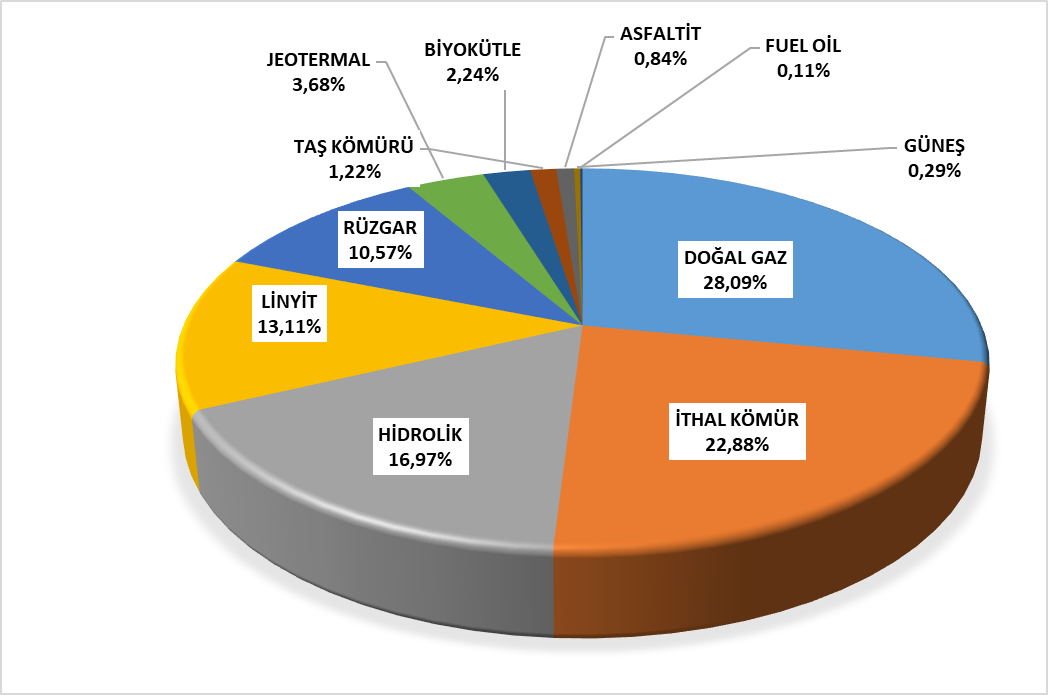 JEOTERMAL
3,68%
BİYOKÜTLE
2,24%
ASFALTİT
0,84%
FUEL OİL
0,11%
TAŞ KÖMÜRÜ
1,22%
GÜNEŞ
0,29%
RÜZGAR
10,57%
DOĞAL GAZ
28,09%
LİNYİT
13,11%
HİDROLİK
16,97%
İTHAL KÖMÜR
22,88%